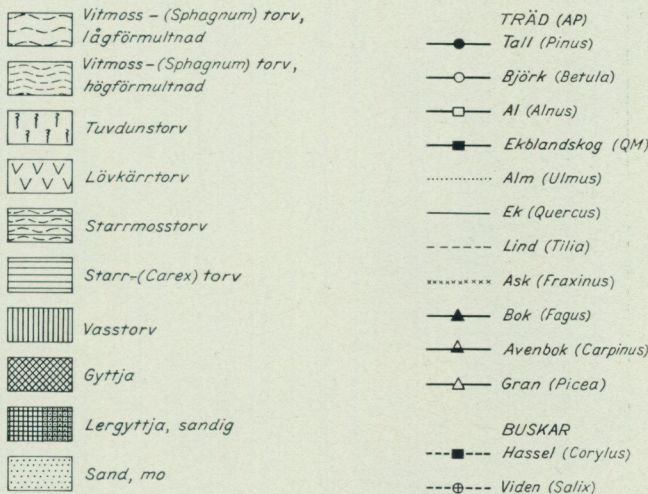 Vitmoss – (Sphagnum) torv,
lågförmultnad
Vitmoss – (Sphagnum) torv,
högförmultnad
Tuvdunstorv
Lövkärrtorv
Starrmosstorv
Starr-(Carex) torv
Vasstorv
Gyttja
Lergyttja, sandig
Sand, mo
TRÄD (AP)
Tall (Pinus)
Björk (Betula)
Al (Alnus)
Ekblandskog (QM)
Alm (Ulmus)
Ek (Quercus)
Lind (Tilia)
Ask (Fraxinus)
Bok (Fagus)
Avenbok (Carpinus)
Gran (Picea)
BUSKAR
Hassel (Corylus)
Viden (Salix)